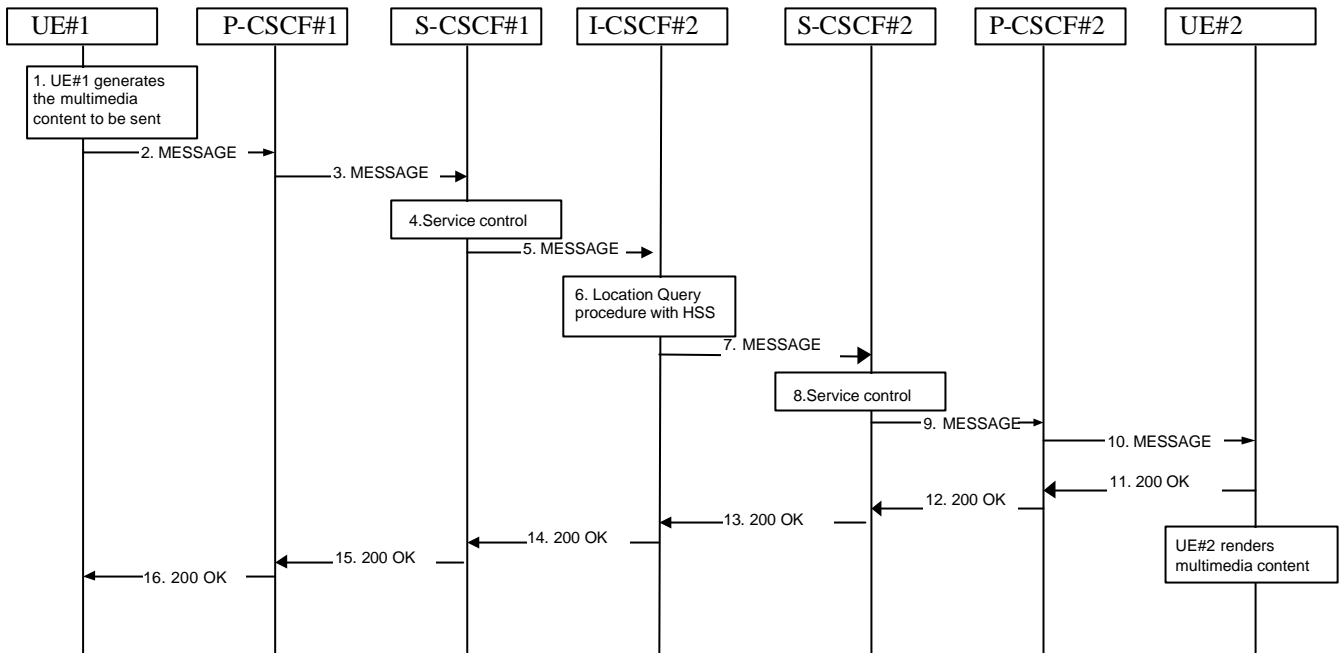 UE#1
P-CSCF#1
S-CSCF#1
I-CSCF#2
S-CSCF#2
P-CSCF#2
UE#2
1. UE#1 generates
the multimedia
content to be sent
2. MESSAGE
3. MESSAGE
4.Service control
5. MESSAGE
6. Location Query
procedure with HSS
7. MESSAGE
8.Service control
9. MESSAGE
10. MESSAGE
11. 200 OK
12. 200 OK
13. 200 OK
14. 200 OK
15. 200 OK
16. 200 OK
UE#2 renders
multimedia content